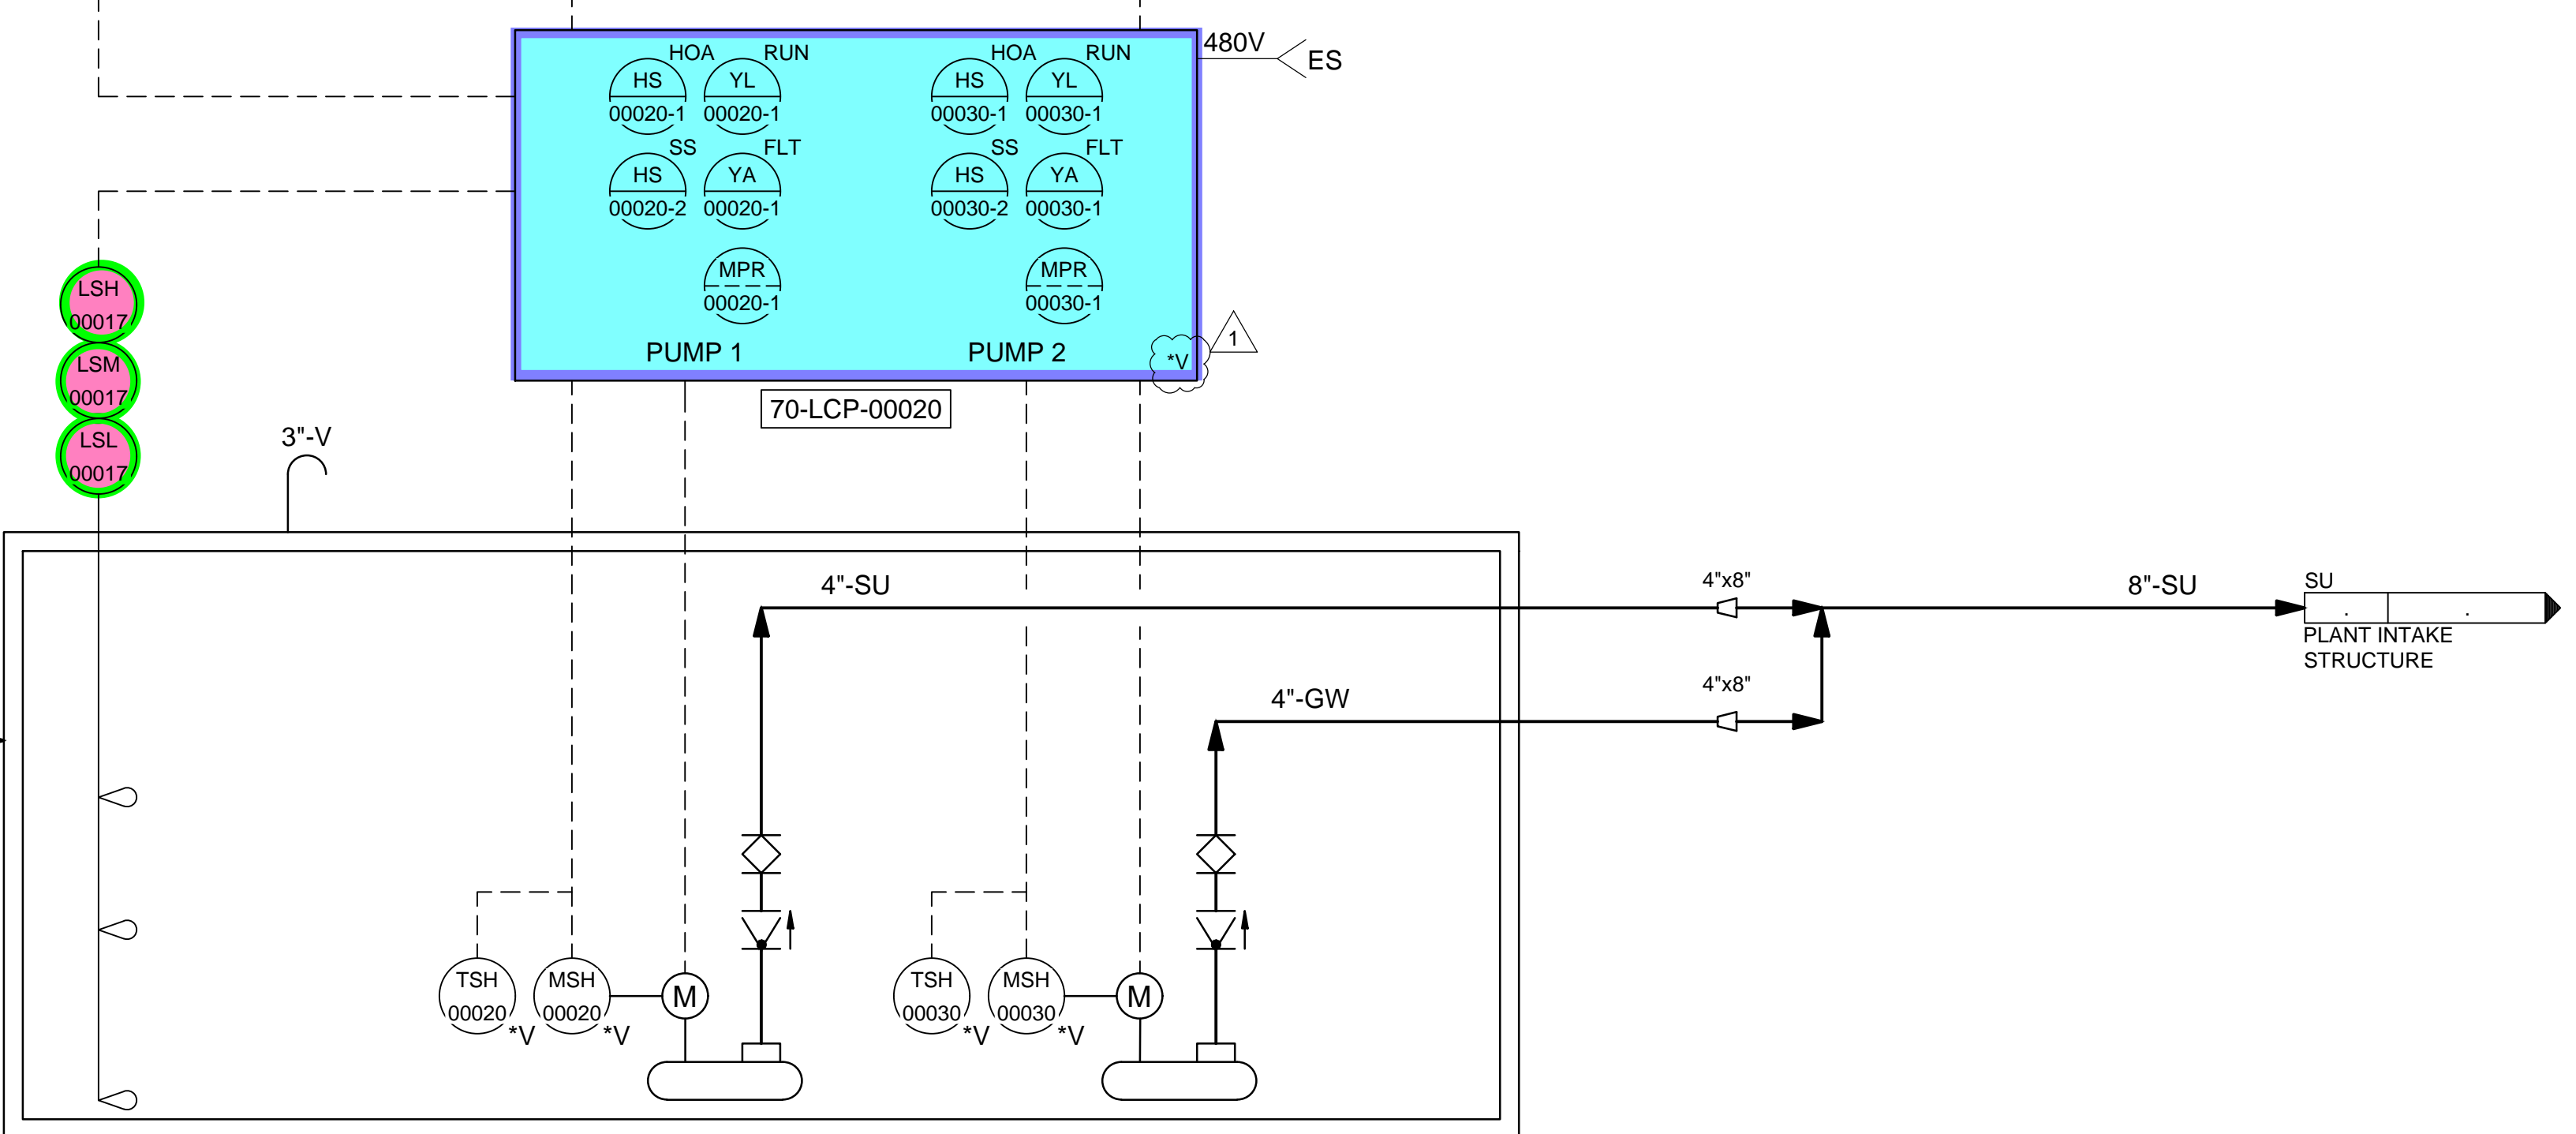 HOA RUN HOA RUN
480V
ES
HS YL HS YL
00020-1 00020-1 00030-1 00030-1
SS FLT SS FLT
HS YA HS YA
00020-2 00020-1 00030-2 00030-1
MPR MPR
00020-1 00030-1
LSH
00017
LSM
00017
LSL
00017
PUMP 1 PUMP 2
*V
1
70-LCP-00020
3"-V
4"-SU
4"x8"
8"-SU
SU
. .
PLANT INTAKE
STRUCTURE
4"-GW
4"x8"
TSH MSH M TSH MSH M
00020 00020 00030 00030
*V *V *V *V